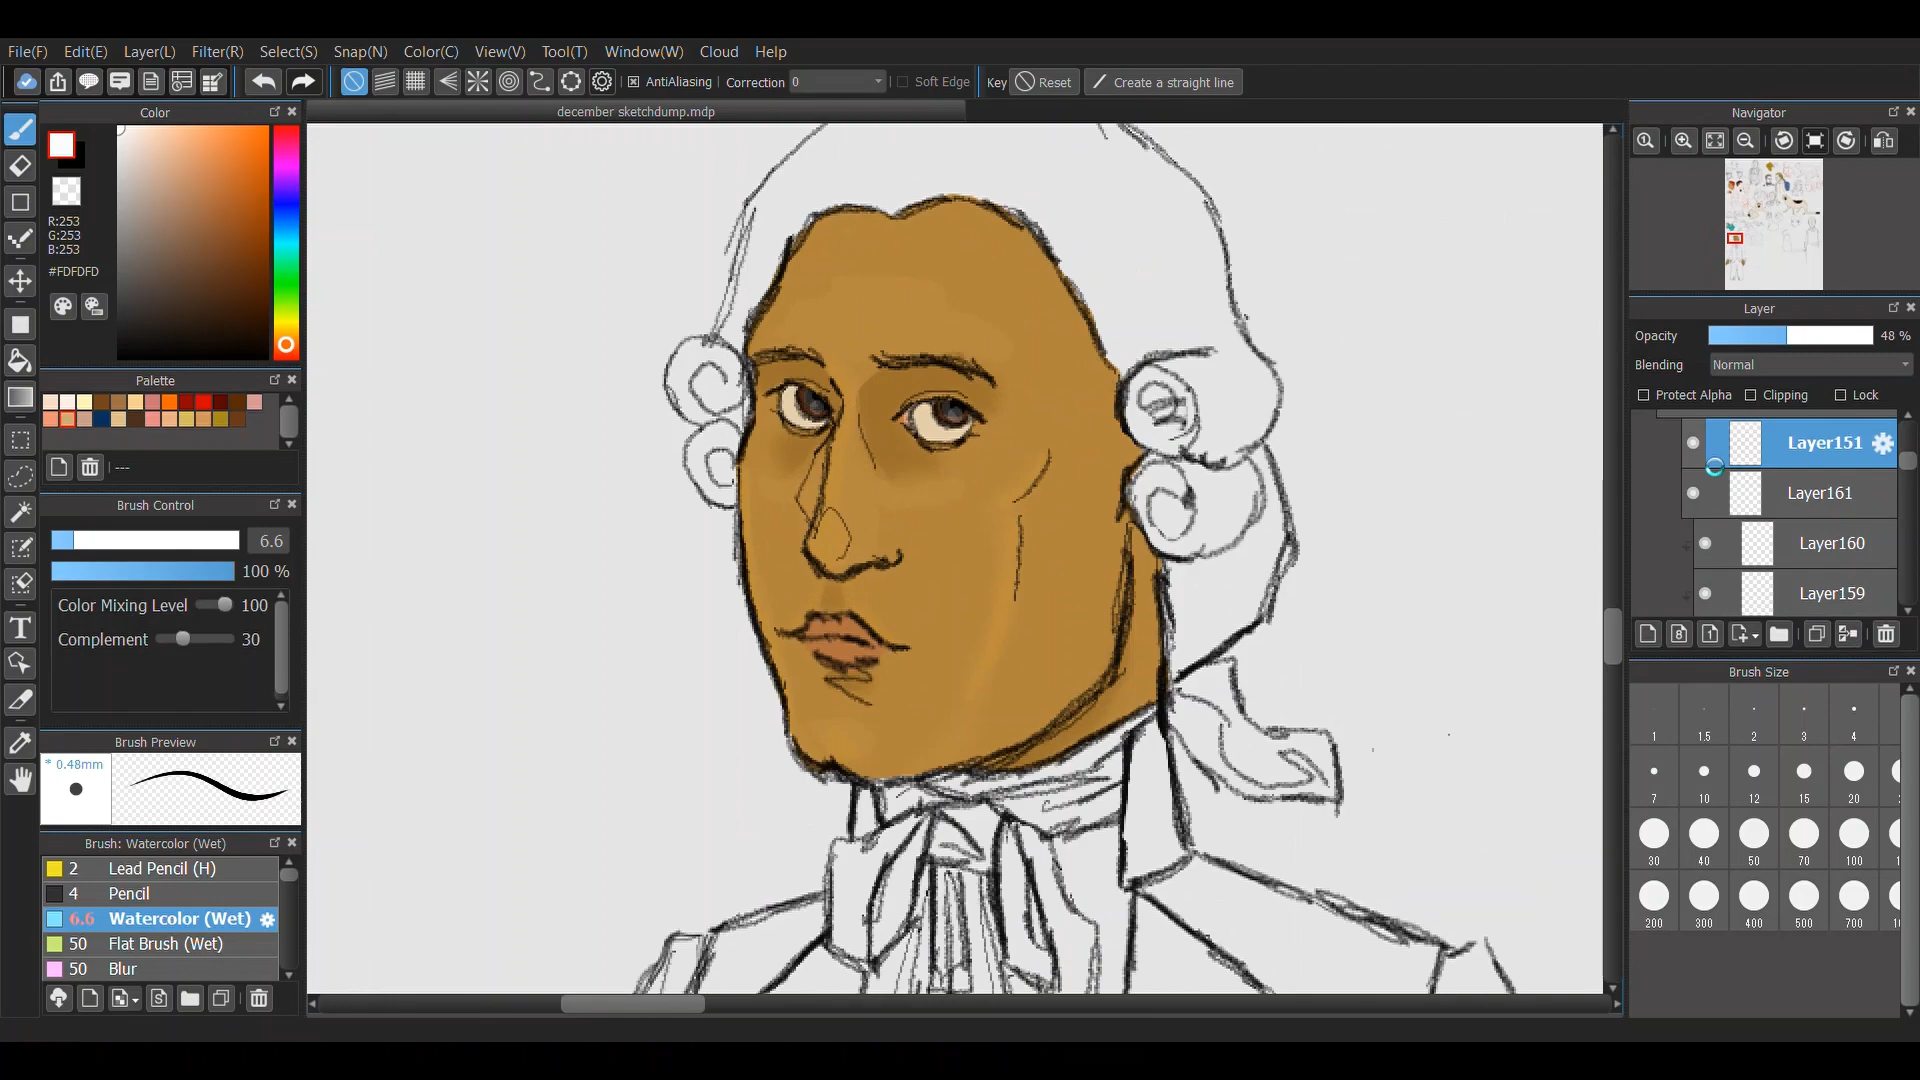 File(F) Edit(E) Layer(L) Filter(R) Select(S) Snap(N) Color(C) View(V) Tool(T) Window(W) Cloud Help
AntiAliasing Correction 0 Soft Edge Key Reset Create a straight line
Color
december sketchdump.mdp
R:253
G:253
B:253
#FDFDFD
Palette
---
Brush Control
6.6
100 %
Color Mixing Level 100
Complement 30
Brush Preview
* 0.48mm
Brush: Watercolor (Wet)
2 Lead Pencil (H)
4 Pencil
6.6 Watercolor (Wet)
50 Flat Brush (Wet)
50 Blur
Navigator
Layer
Opacity 48 %
Blending Normal
Protect Alpha Clipping Lock
Layer151
Layer161
Layer160
Layer159
Brush Size
1 1.5 2 3 4
7 10 12 15 20
30 40 50 70 100
200 300 400 500 700